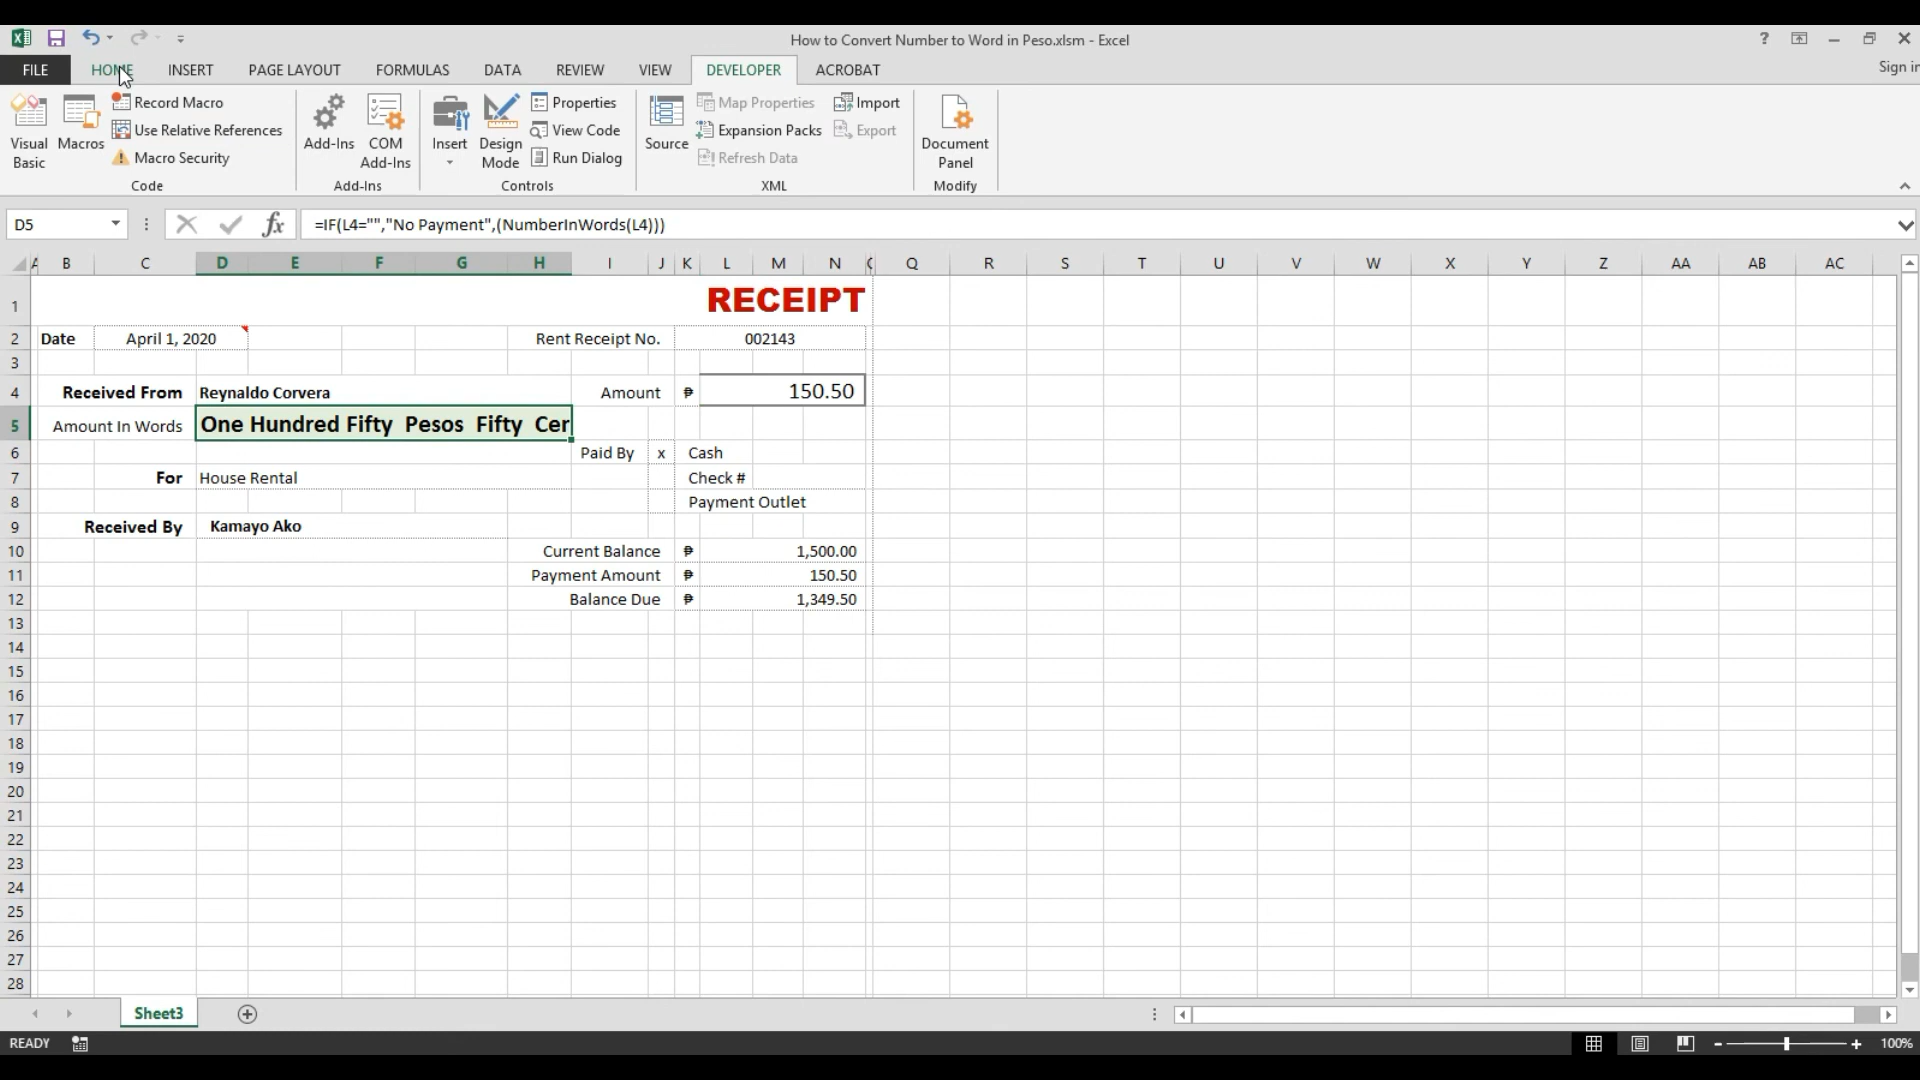 How to Convert Number to Word in Peso.xlsm - Excel
?
FILE HOME INSERT PAGE LAYOUT FORMULAS DATA REVIEW VIEW DEVELOPER ACROBAT Sign in
Visual Basic
Macros
Record Macro
Use Relative References
Macro Security
Code
Add-Ins
COM Add-Ins
Add-Ins
Insert
Design Mode
Properties
View Code
Run Dialog
Controls
Source
Map Properties
Expansion Packs
Refresh Data
Import
Export
XML
Document Panel
Modify
D5 fx =IF(L4="","No Payment",(NumberInWords(L4)))
A B C D E F G H I J K L M N Q R S T U V W X Y Z AA AB AC
1 RECEIPT
2 Date April 1, 2020 Rent Receipt No. 002143
3
4 Received From Reynaldo Corvera Amount ₱ 150.50
5 Amount In Words One Hundred Fifty Pesos Fifty Cer
6 Paid By x Cash
7 For House Rental Check #
8 Payment Outlet
9 Received By Kamayo Ako
10 Current Balance ₱ 1,500.00
11 Payment Amount ₱ 150.50
12 Balance Due ₱ 1,349.50
13
14
15
16
17
18
19
20
21
22
23
24
25
26
27
28
Sheet3
READY 100%